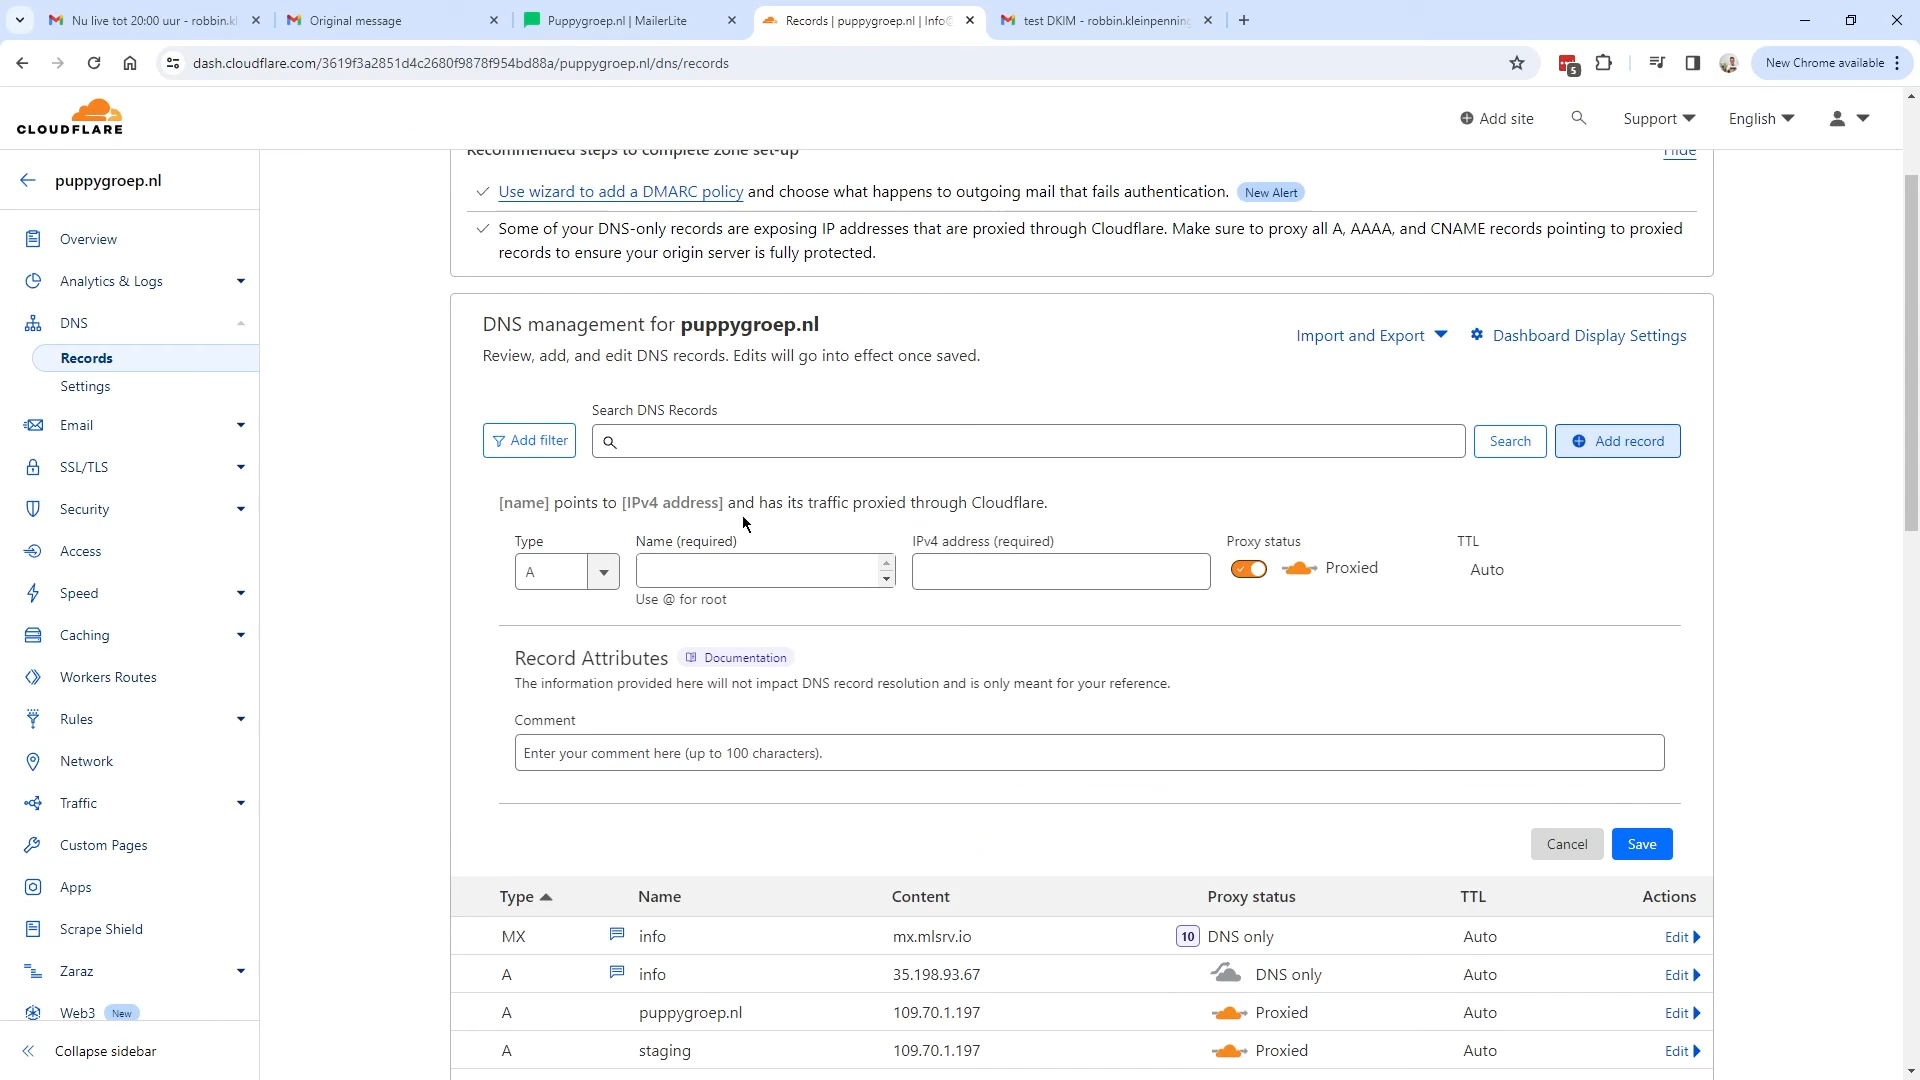 Nu live tot 20:00 uur - robbin.kl
Original message
Puppygroep.nl | MailerLite
Records | puppygroep.nl | Info@
test DKIM - robbin.kleinpenning
dash.cloudflare.com/3619f3a2851d4c2680f9878f954bd88a/puppygroep.nl/dns/records
5
New Chrome available
CLOUDFLARE
Add site
Support
English
puppygroep.nl
Overview
Analytics & Logs
DNS
Records
Settings
Email
SSL/TLS
Security
Access
Speed
Caching
Workers Routes
Rules
Network
Traffic
Custom Pages
Apps
Scrape Shield
Zaraz
Web3 New
Collapse sidebar
Recommended steps to complete zone set-up
Hide
Use wizard to add a DMARC policy and choose what happens to outgoing mail that fails authentication. New Alert
Some of your DNS-only records are exposing IP addresses that are proxied through Cloudflare. Make sure to proxy all A, AAAA, and CNAME records pointing to proxied
records to ensure your origin server is fully protected.
DNS management for puppygroep.nl
Review, add, and edit DNS records. Edits will go into effect once saved.
Import and Export
Dashboard Display Settings
Search DNS Records
Add filter
Search
Add record
[name] points to [IPv4 address] and has its traffic proxied through Cloudflare.
Type
Name (required)
IPv4 address (required)
Proxy status
TTL
A
Proxied
Auto
Use @ for root
Record Attributes
Documentation
The information provided here will not impact DNS record resolution and is only meant for your reference.
Comment
Enter your comment here (up to 100 characters).
Cancel
Save
Type Name Content Proxy status TTL Actions
MX info mx.mlsrv.io 10 DNS only Auto Edit
A info 35.198.93.67 DNS only Auto Edit
A puppygroep.nl 109.70.1.197 Proxied Auto Edit
A staging 109.70.1.197 Proxied Auto Edit